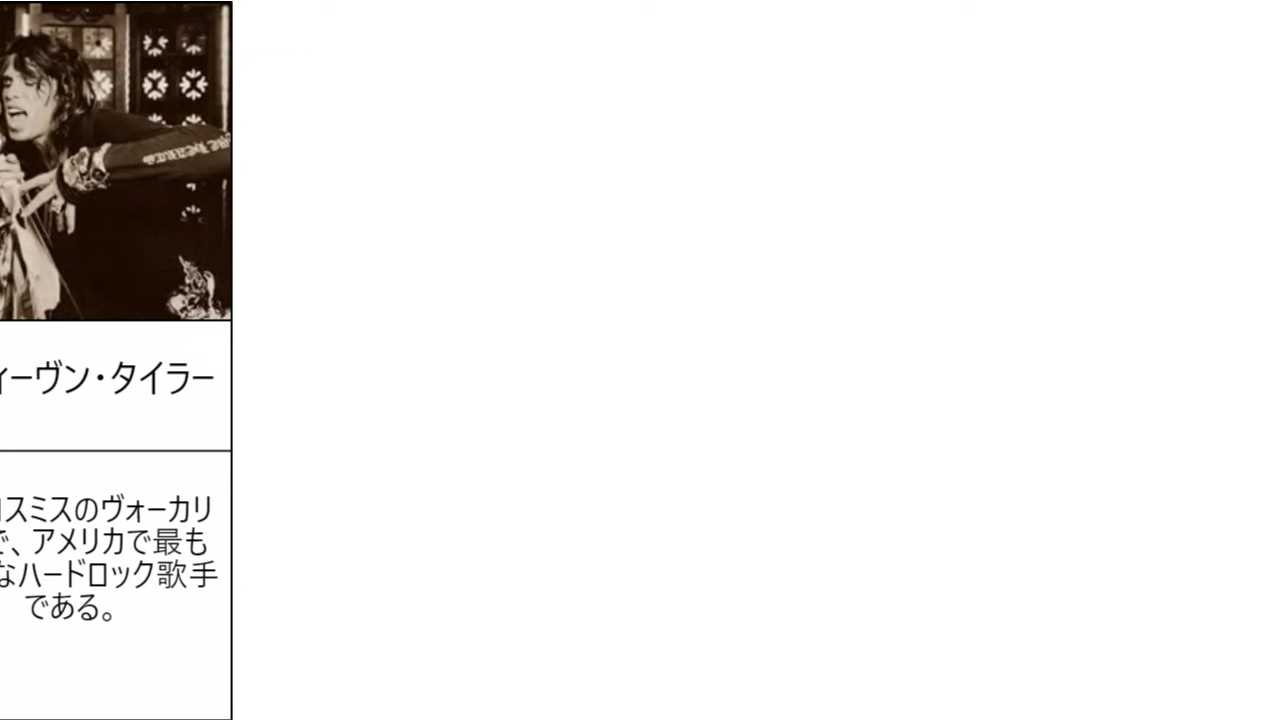 ィーヴン・タイラー
ロスミスのヴォーカリ
で、アメリカで最も
なハードロック歌手
である。